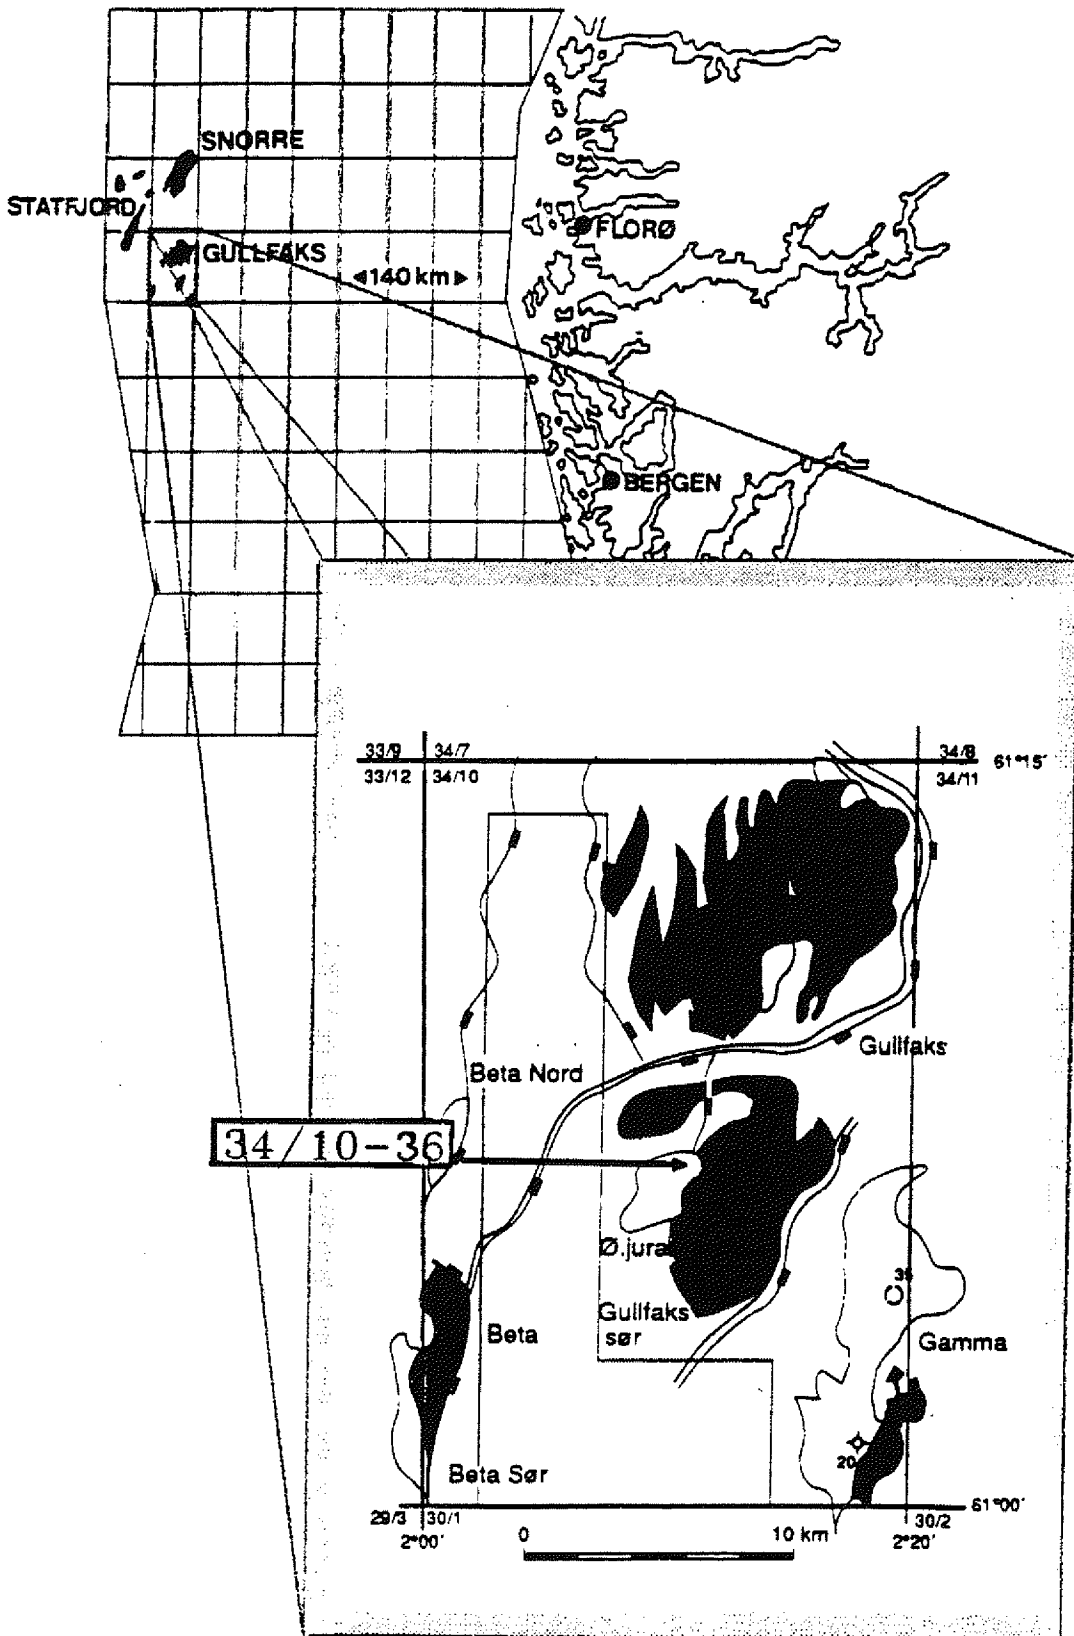 SNORRE
STATFJORD
FLORØ
GULLFAKS
◄140 km►
BERGEN
33/9 34/7 34/8 61°15'
33/12 34/10 34/11
Gullfaks
Beta Nord
34/10-36
Ø.jura
35
Gullfaks
sør
Beta
Gamma
20
Beta Sør
61°00'
29/3 30/1 30/2
2°00' 2°20'
0 10 km